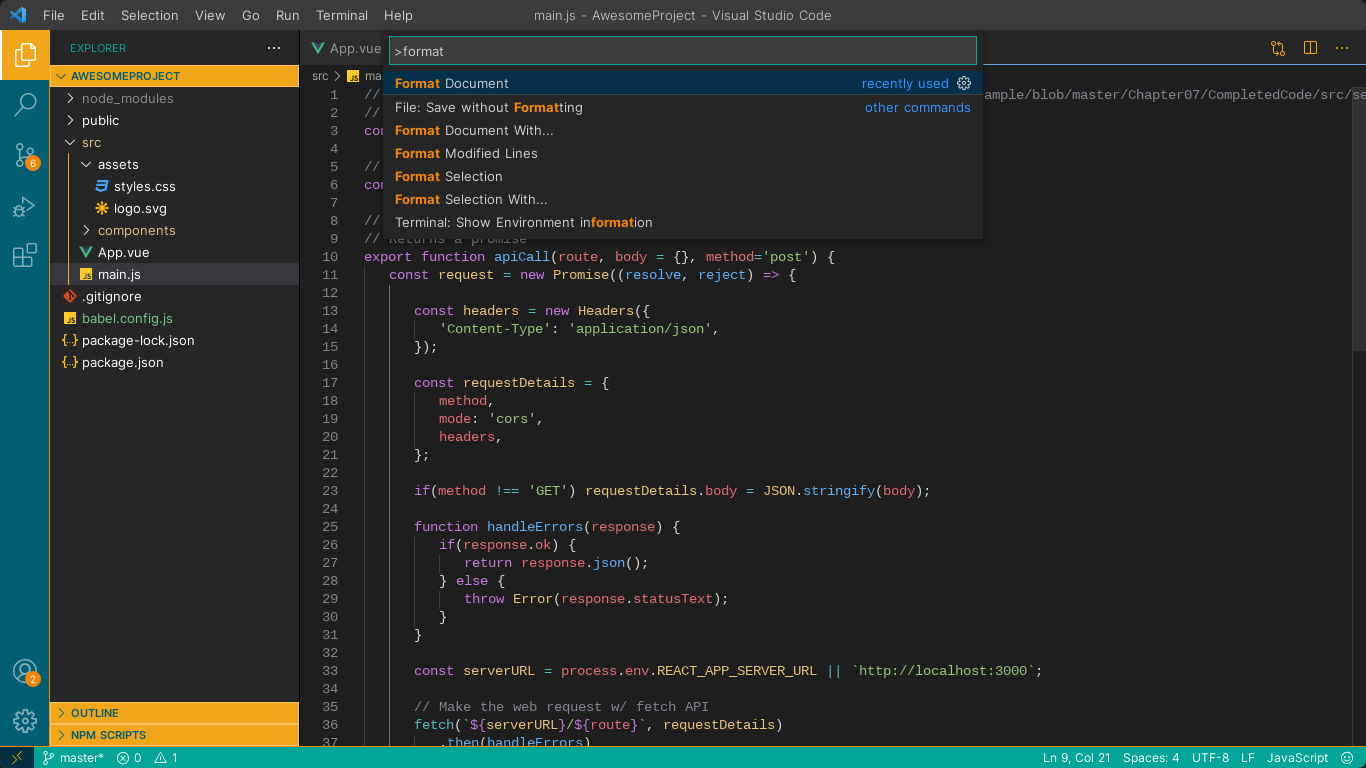 File Edit Selection View Go Run Terminal Help
main.js - AwesomeProject - Visual Studio Code
EXPLORER
AWESOMEPROJECT
node_modules
public
src
assets
styles.css
logo.svg
components
App.vue
main.js
.gitignore
babel.config.js
package-lock.json
package.json
OUTLINE
NPM SCRIPTS
6
2
App.vue
>format
src
JS
Format Document recently used
File: Save without Formatting other commands
Format Document With...
Format Modified Lines
Format Selection
Format Selection With...
Terminal: Show Environment information
1 // ample/blob/master/Chapter07/CompletedCode/src/se
2 //
3 con
4
5 //
6 con
7
8 //
9 // Returns a promise
10 export function apiCall(route, body = {}, method='post') {
11 const request = new Promise((resolve, reject) => {
12
13 const headers = new Headers({
14 'Content-Type': 'application/json',
15 });
16
17 const requestDetails = {
18 method,
19 mode: 'cors',
20 headers,
21 };
22
23 if(method !== 'GET') requestDetails.body = JSON.stringify(body);
24
25 function handleErrors(response) {
26 if(response.ok) {
27 return response.json();
28 } else {
29 throw Error(response.statusText);
30 }
31 }
32
33 const serverURL = process.env.REACT_APP_SERVER_URL || `http://localhost:3000`;
34
35 // Make the web request w/ fetch API
36 fetch(`${serverURL}/${route}`, requestDetails)
37 .then(handleErrors)
master* 0 1
Ln 9, Col 21 Spaces: 4 UTF-8 LF JavaScript